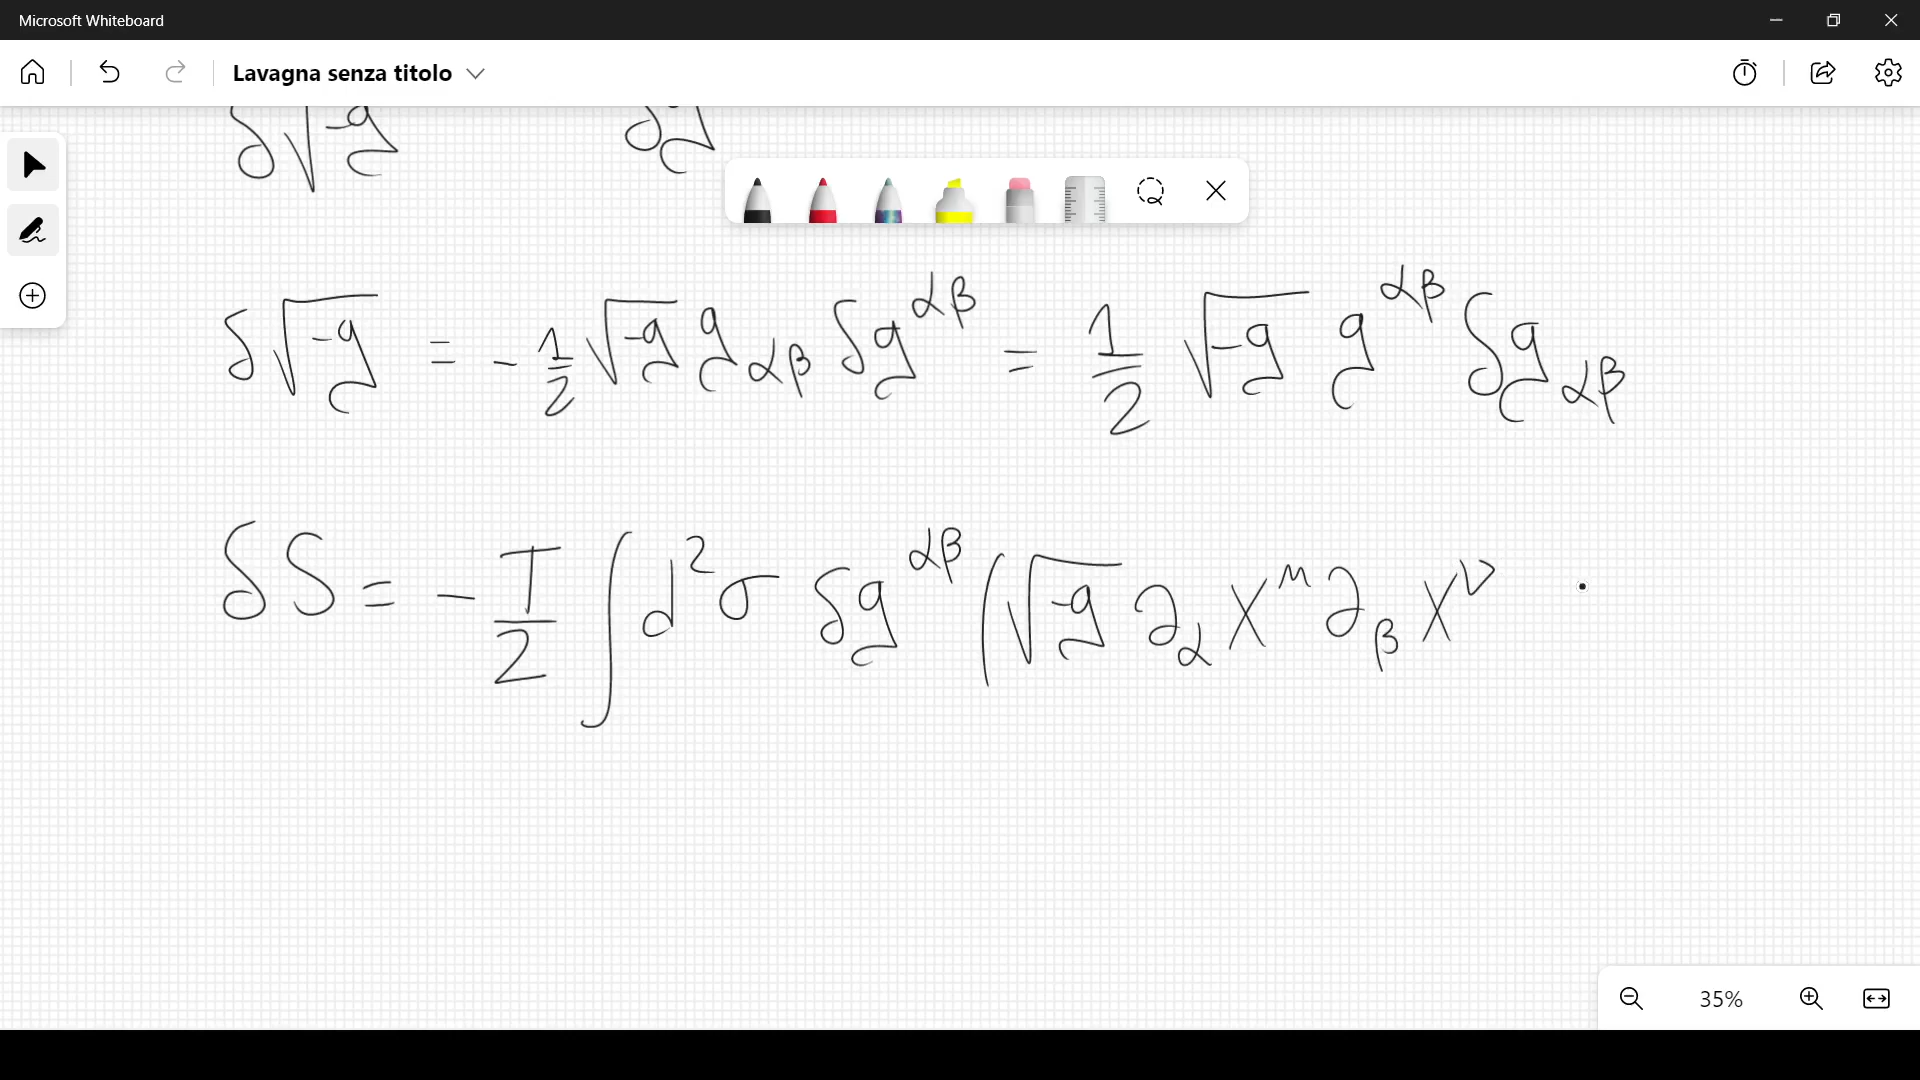 Microsoft Whiteboard
Lavagna senza titolo
δ√-g δg
δ√-g = -1/2 √-g g_αβ δg^αβ = 1/2 √-g g^αβ δg_αβ
δS = -T/2 ∫d²σ δg^αβ (√-g ∂_α X^μ ∂_β X^ν
35%